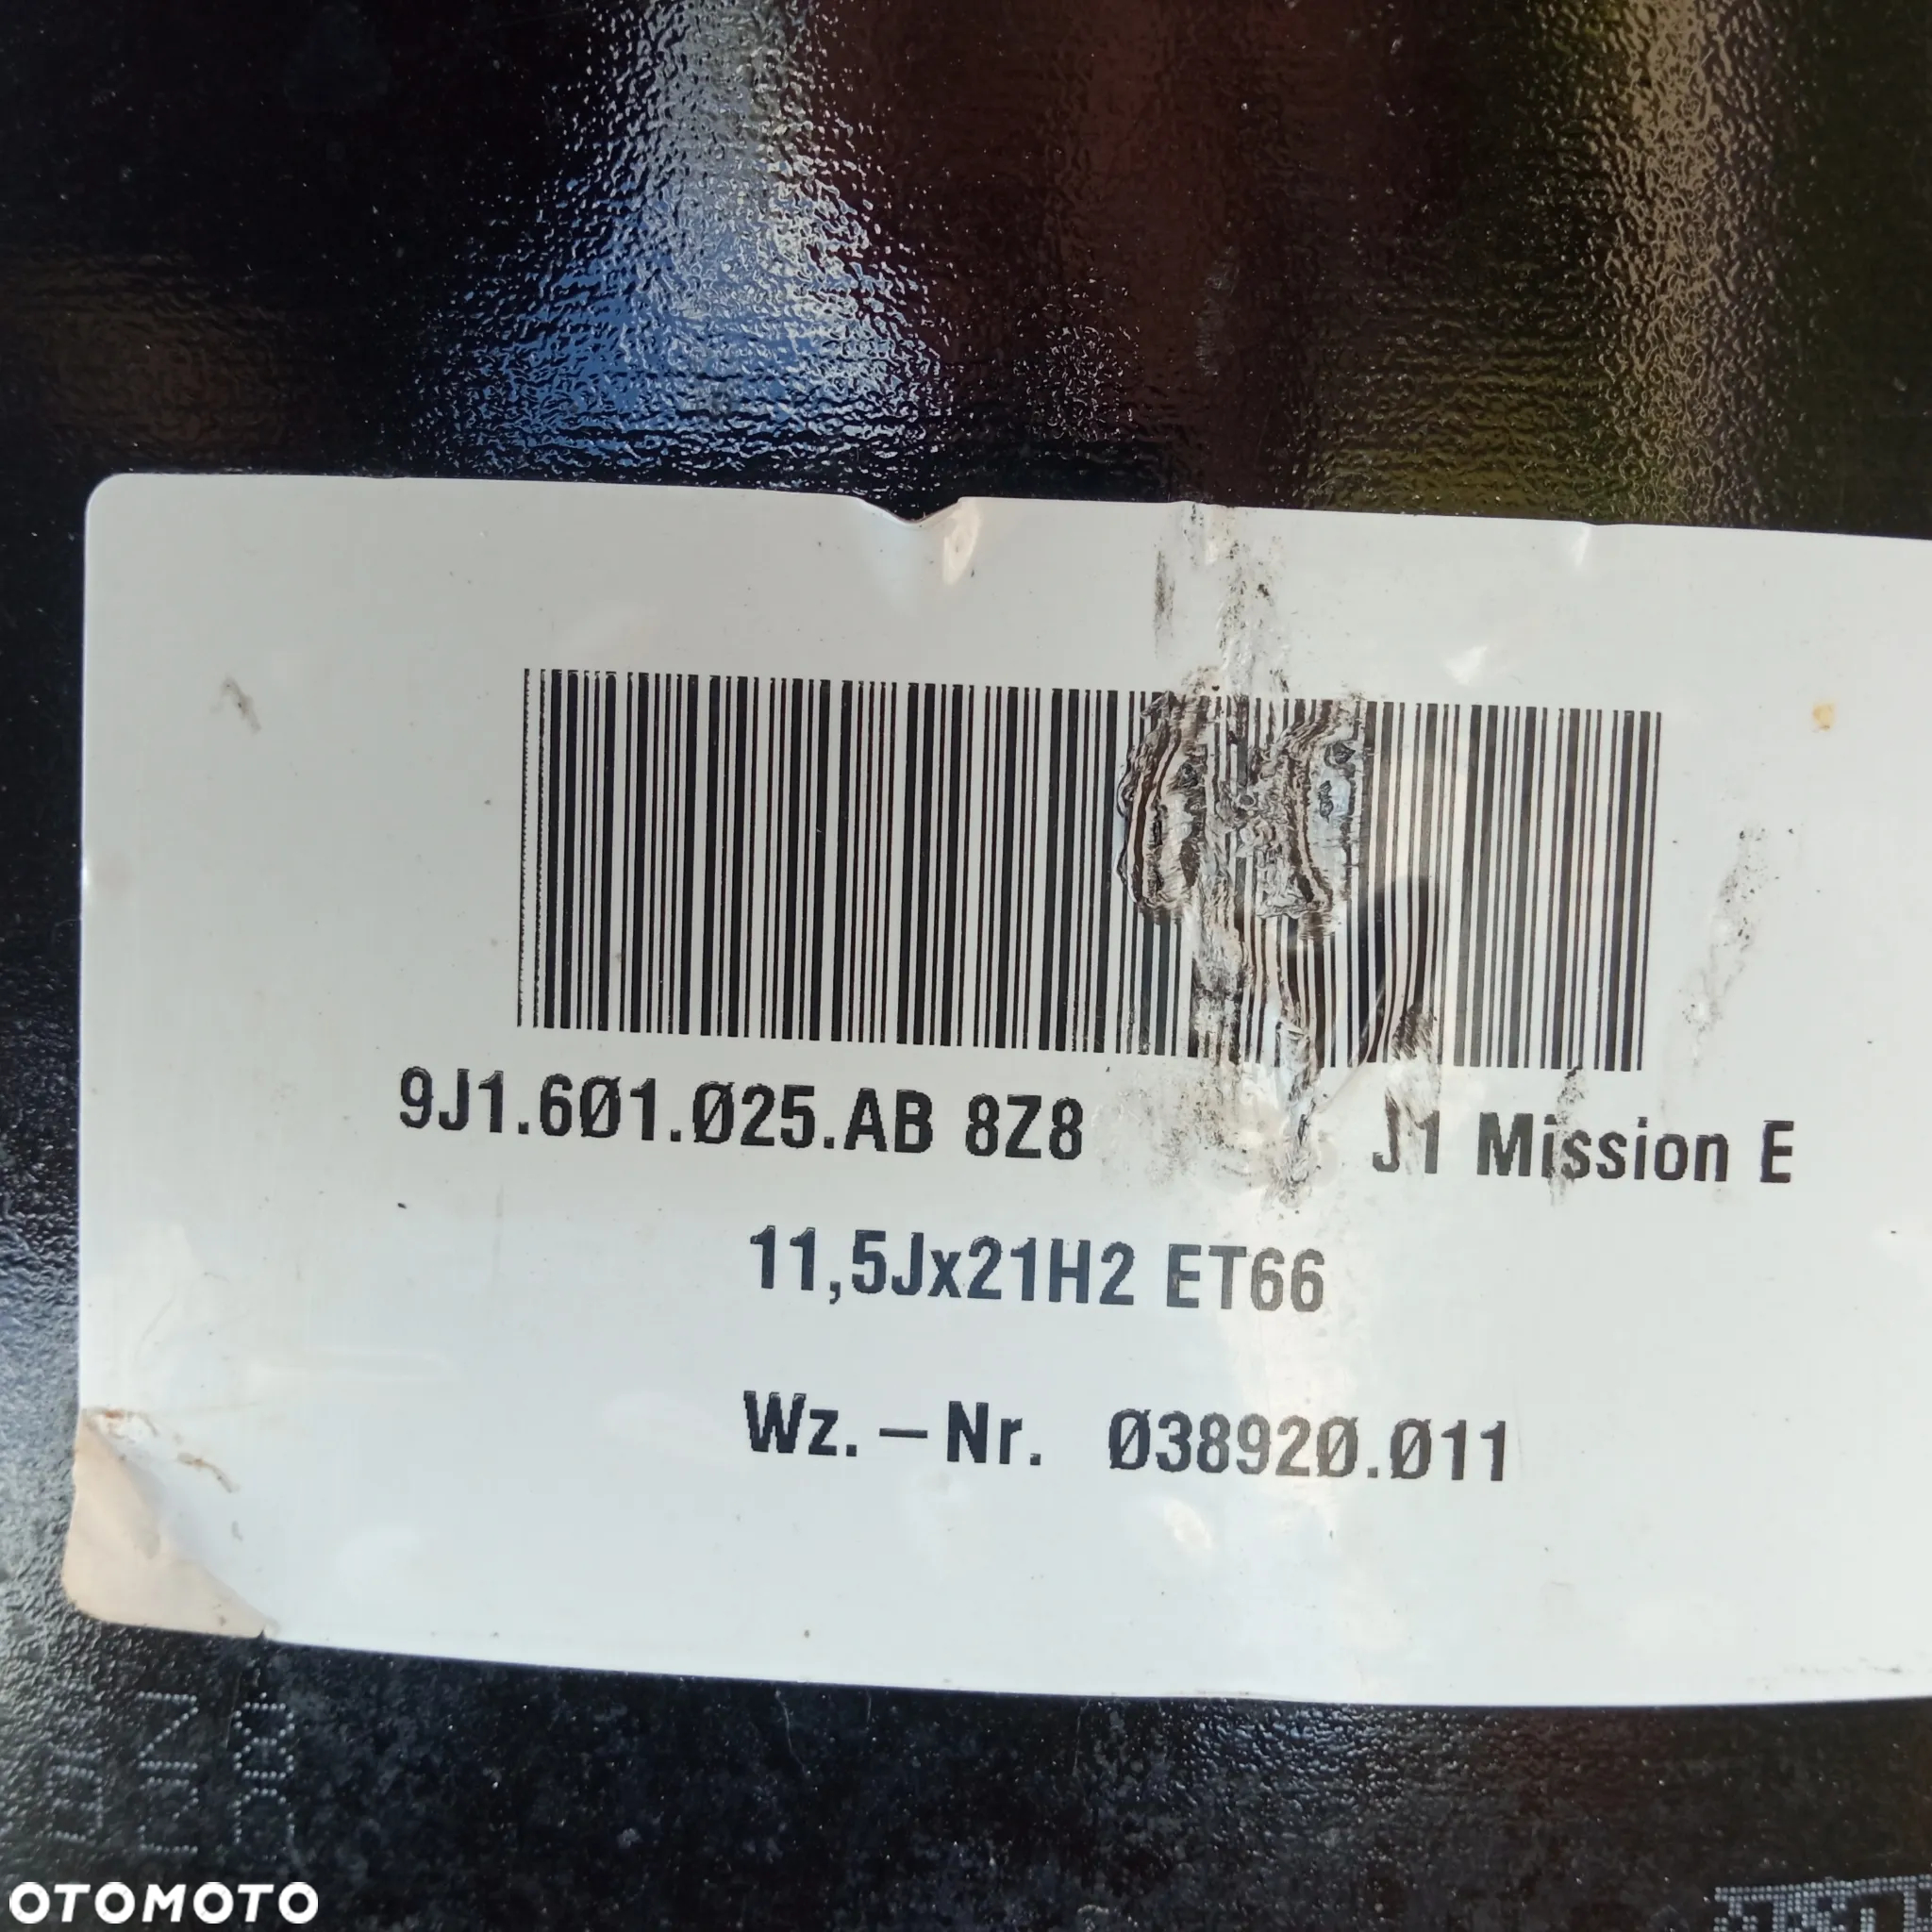 9J1.6Ø1.Ø25.AB 8Z8 J1 Mission E
11,5Jx21H2 ET66
Wz.-Nr. Ø3892Ø.Ø11
OTOMOTO